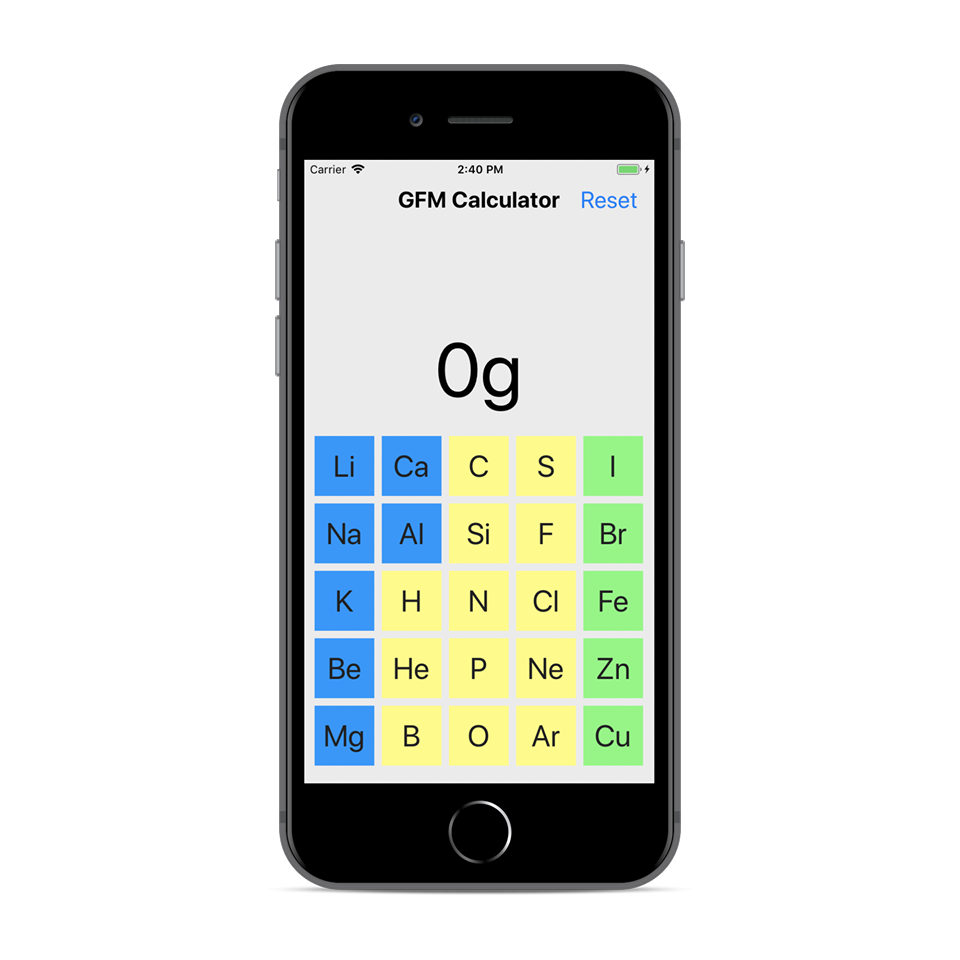 Carrier 2:40 PM
GFM Calculator Reset
0g
Li Ca C S I
Na Al Si F Br
K H N Cl Fe
Be He P Ne Zn
Mg B O Ar Cu